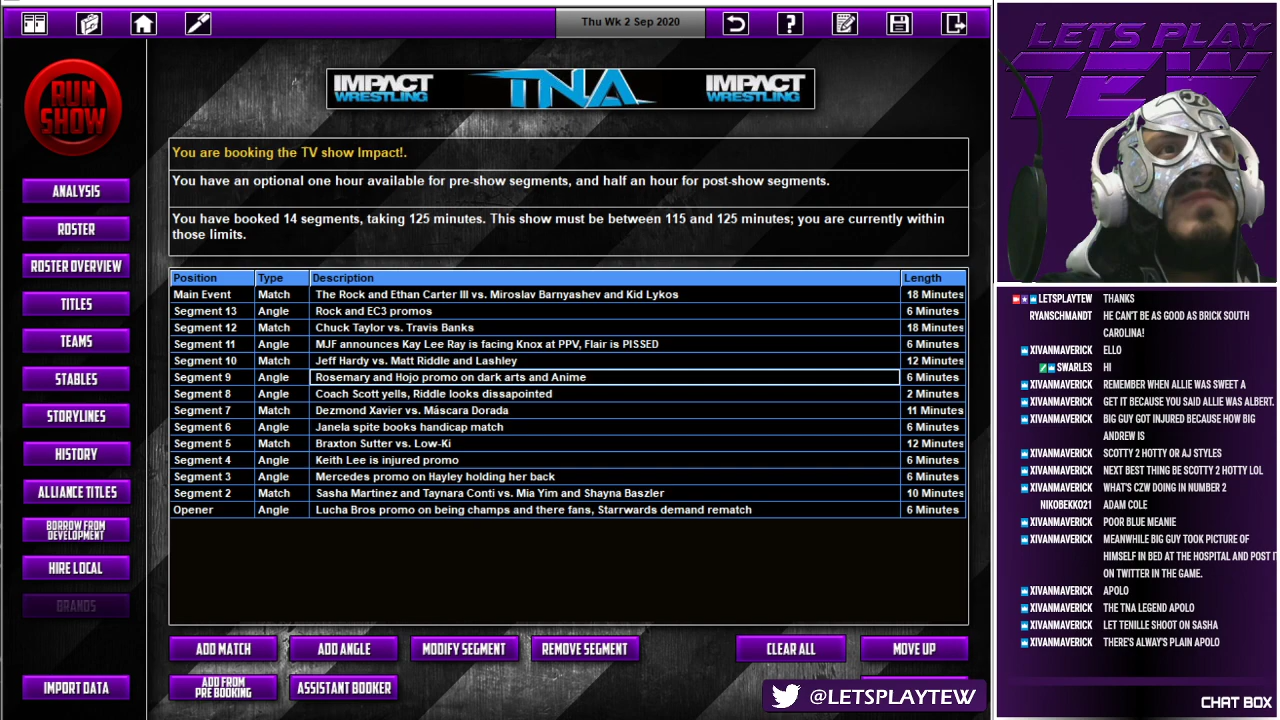 Thu Wk 2 Sep 2020
LETS PLAY
TEW
RUN
SHOW
IMPACT
WRESTLING
TNA
IMPACT
WRESTLING
You are booking the TV show Impact!.
You have an optional one hour available for pre-show segments, and half an hour for post-show segments.
You have booked 14 segments, taking 125 minutes. This show must be between 115 and 125 minutes; you are currently within
those limits.
ANALYSIS
ROSTER
ROSTER OVERVIEW
TITLES
TEAMS
STABLES
STORYLINES
HISTORY
ALLIANCE TITLES
BORROW FROM
DEVELOPMENT
HIRE LOCAL
BRANDS
IMPORT DATA
Position Type Description Length
Main Event Match The Rock and Ethan Carter III vs. Miroslav Barnyashev and Kid Lykos 18 Minutes
Segment 13 Angle Rock and EC3 promos 6 Minutes
Segment 12 Match Chuck Taylor vs. Travis Banks 18 Minutes
Segment 11 Angle MJF announces Kay Lee Ray is facing Knox at PPV, Flair is PISSED 6 Minutes
Segment 10 Match Jeff Hardy vs. Matt Riddle and Lashley 12 Minutes
Segment 9 Angle Rosemary and Hojo promo on dark arts and Anime 6 Minutes
Segment 8 Angle Coach Scott yells, Riddle looks dissapointed 2 Minutes
Segment 7 Match Dezmond Xavier vs. Máscara Dorada 11 Minutes
Segment 6 Angle Janela spite books handicap match 6 Minutes
Segment 5 Match Braxton Sutter vs. Low-Ki 12 Minutes
Segment 4 Angle Keith Lee is injured promo 6 Minutes
Segment 3 Angle Mercedes promo on Hayley holding her back 6 Minutes
Segment 2 Match Sasha Martinez and Taynara Conti vs. Mia Yim and Shayna Baszler 10 Minutes
Opener Angle Lucha Bros promo on being champs and there fans, Starrwards demand rematch 6 Minutes
ADD MATCH ADD ANGLE MODIFY SEGMENT REMOVE SEGMENT CLEAR ALL MOVE UP
ADD FROM
PRE BOOKING
ASSISTANT BOOKER
@LETSPLAYTEW
LETSPLAYTEW THANKS
RYANSCHMANDT HE CAN'T BE AS GOOD AS BRICK SOUTH
CAROLINA!
XIVANMAVERICK ELLO
SWARLES HI
XIVANMAVERICK REMEMBER WHEN ALLIE WAS SWEET A
XIVANMAVERICK GET IT BECAUSE YOU SAID ALLIE WAS ALBERT.
XIVANMAVERICK BIG GUY GOT INJURED BECAUSE HOW BIG
ANDREW IS
XIVANMAVERICK SCOTTY 2 HOTTY OR AJ STYLES
XIVANMAVERICK NEXT BEST THING BE SCOTTY 2 HOTTY LOL
XIVANMAVERICK WHAT'S CZW DOING IN NUMBER 2
NIKOBEKKO21 ADAM COLE
XIVANMAVERICK POOR BLUE MEANIE
XIVANMAVERICK MEANWHILE BIG GUY TOOK PICTURE OF
HIMSELF IN BED AT THE HOSPITAL AND POST I
ON TWITTER IN THE GAME.
XIVANMAVERICK APOLO
XIVANMAVERICK THE TNA LEGEND APOLO
XIVANMAVERICK LET TENILLE SHOOT ON SASHA
XIVANMAVERICK THERE'S ALWAY'S PLAIN APOLO
CHAT BOX